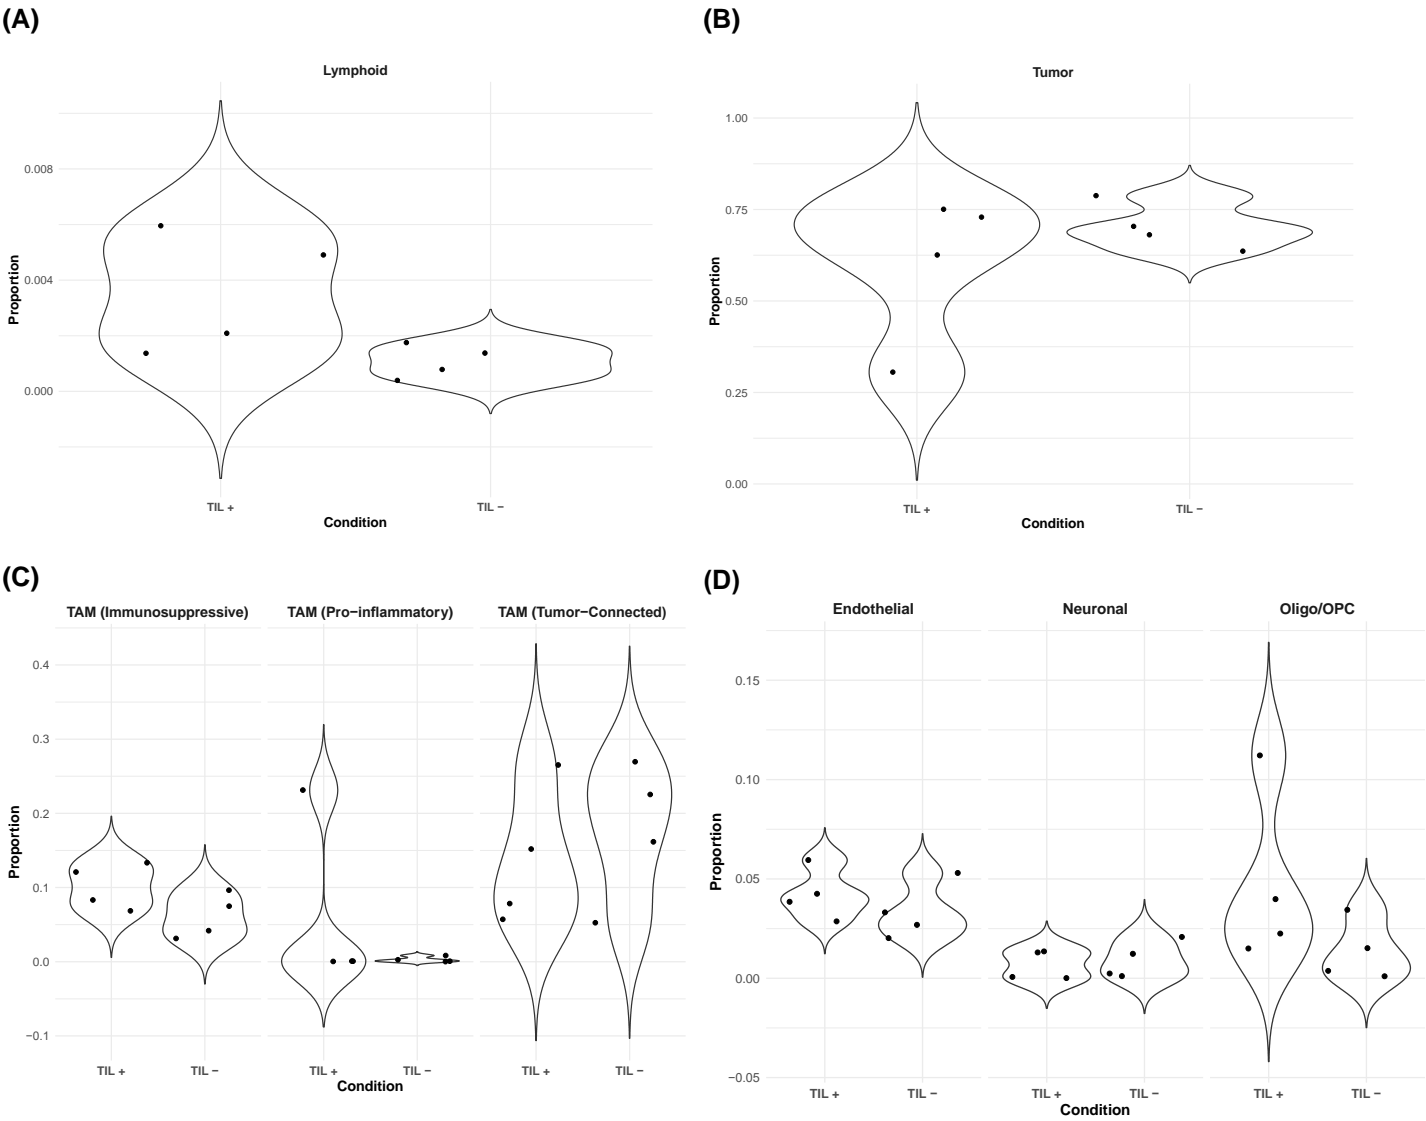 (A)
Lymphoid
Proportion
0.008
0.004
0.000
TIL +
TIL −
Condition
(B)
Tumor
Proportion
1.00
0.75
0.50
0.25
0.00
TIL +
TIL −
Condition
(C)
TAM (Immunosuppressive)
TAM (Pro−inflammatory)
TAM (Tumor−Connected)
Proportion
0.4
0.3
0.2
0.1
0.0
−0.1
TIL +
TIL −
TIL +
TIL −
TIL +
TIL −
Condition
(D)
Endothelial
Neuronal
Oligo/OPC
Proportion
0.15
0.10
0.05
0.00
−0.05
TIL +
TIL −
TIL +
TIL −
TIL +
TIL −
Condition